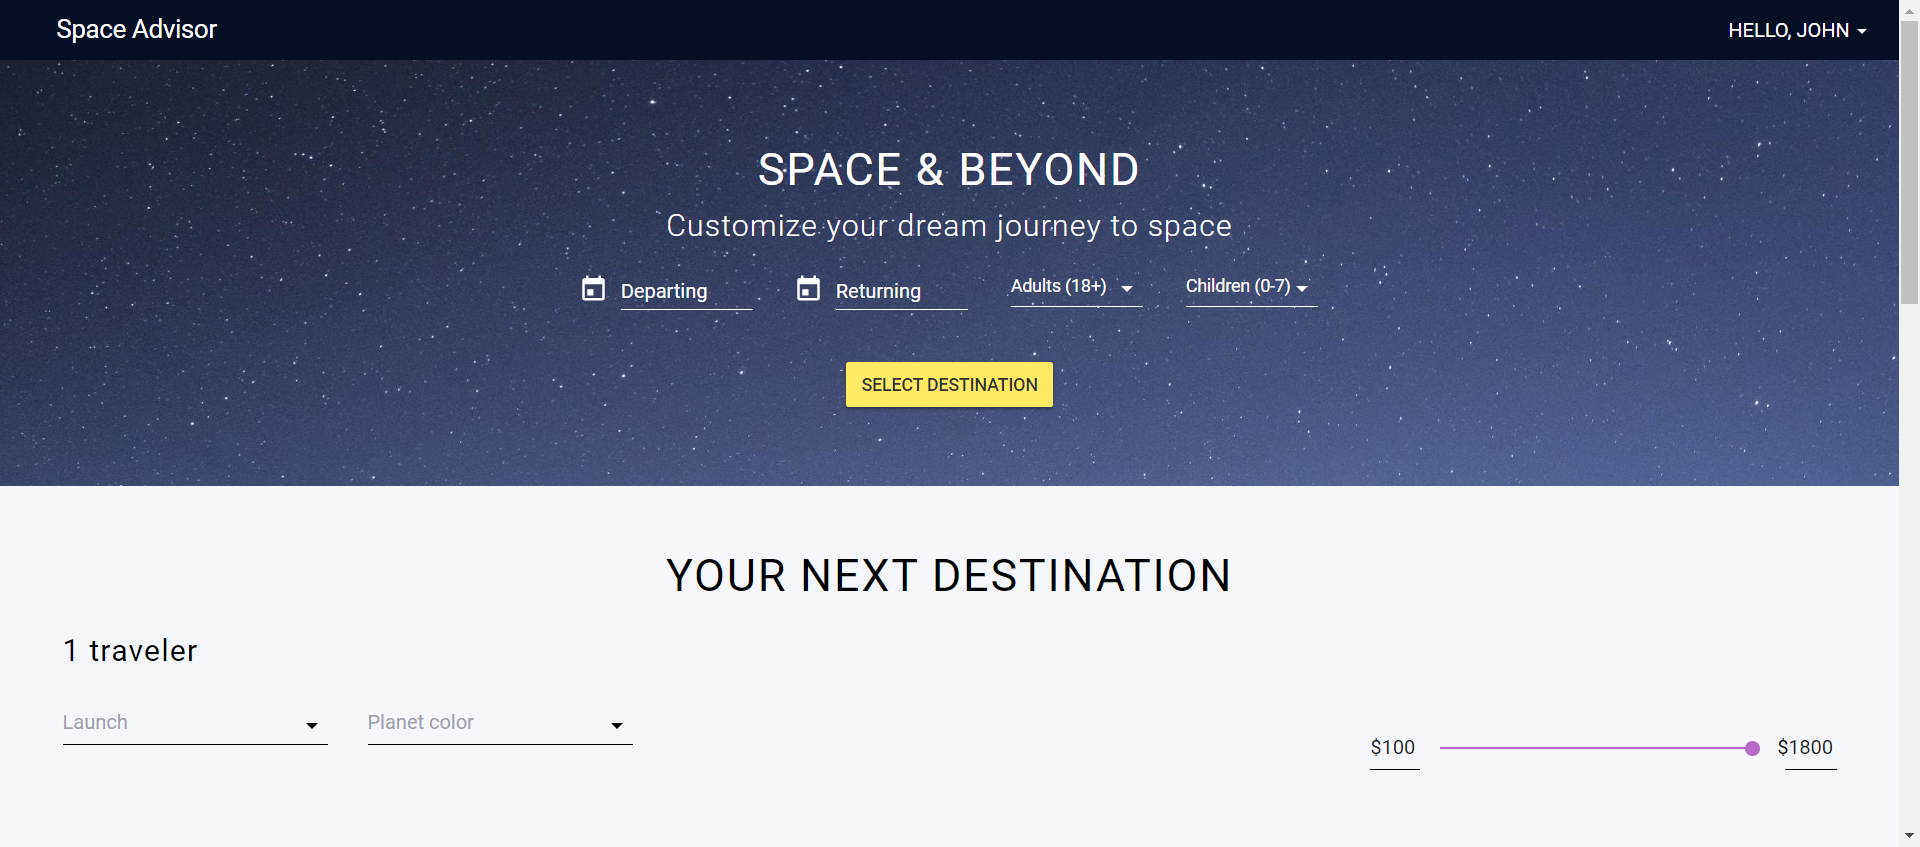 Space Advisor
HELLO, JOHN
SPACE & BEYOND
Customize your dream journey to space
Departing
Returning
Adults (18+)
Children (0-7)
SELECT DESTINATION
YOUR NEXT DESTINATION
1 traveler
Launch
Planet color
$100
$1800